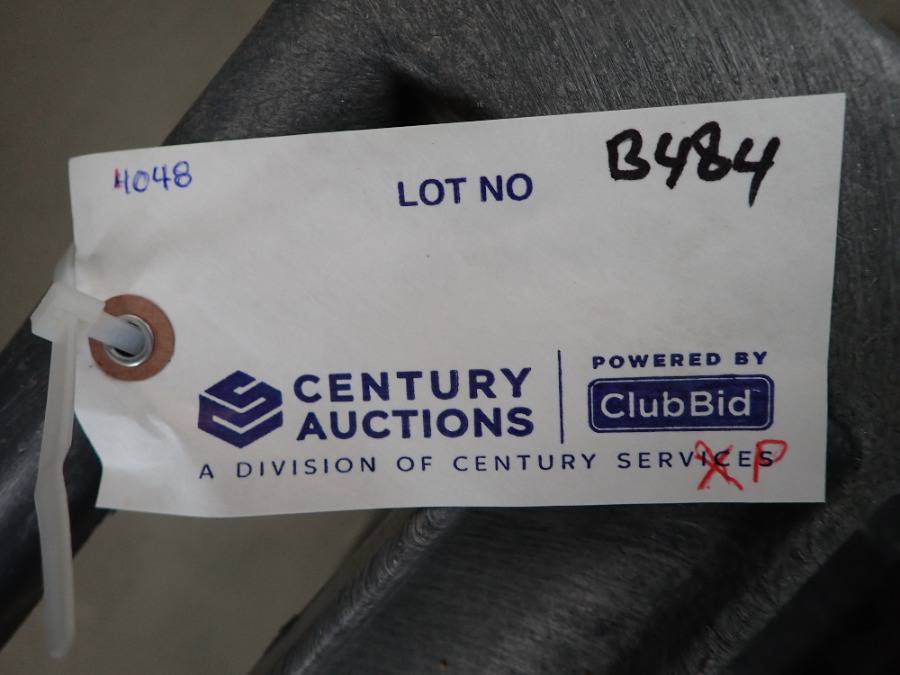 4048
LOT NO
B484
CENTURY
AUCTIONS
POWERED BY
ClubBid
A DIVISION OF CENTURY SERVICES
XP